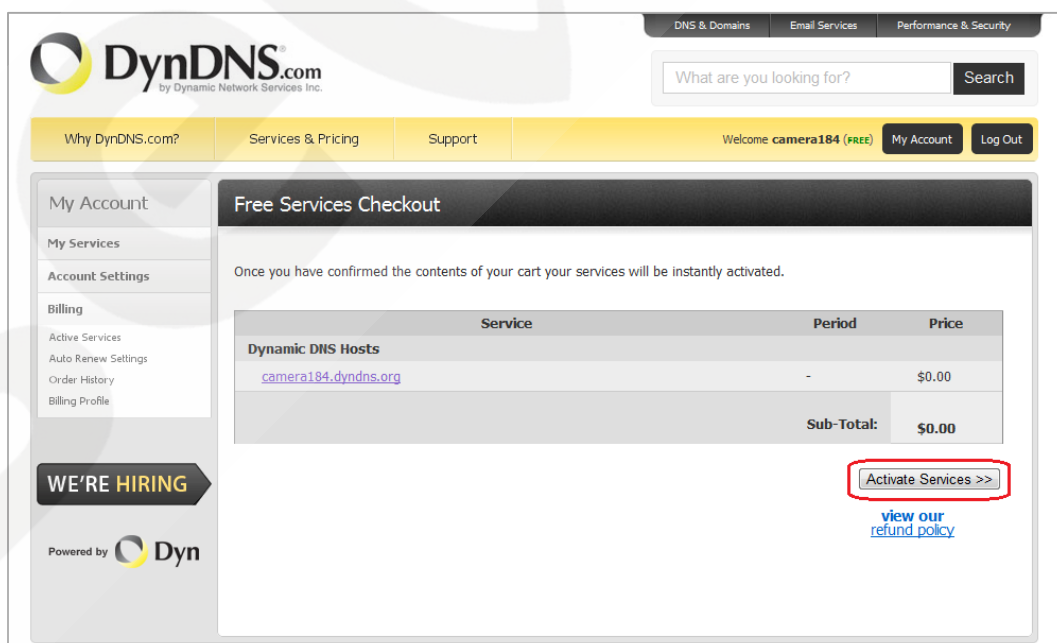 DNS & Domains Email Services Performance & Security
DynDNS.com
by Dynamic Network Services Inc.
What are you looking for? Search
Why DynDNS.com? Services & Pricing Support Welcome camera184 (FREE) My Account Log Out
My Account
My Services
Account Settings
Billing
Active Services
Auto Renew Settings
Order History
Billing Profile
WE'RE HIRING
Powered by Dyn
Free Services Checkout
Once you have confirmed the contents of your cart your services will be instantly activated.
Service Period Price
Dynamic DNS Hosts
camera184.dyndns.org - $0.00
Sub-Total: $0.00
Activate Services >>
view our
refund policy